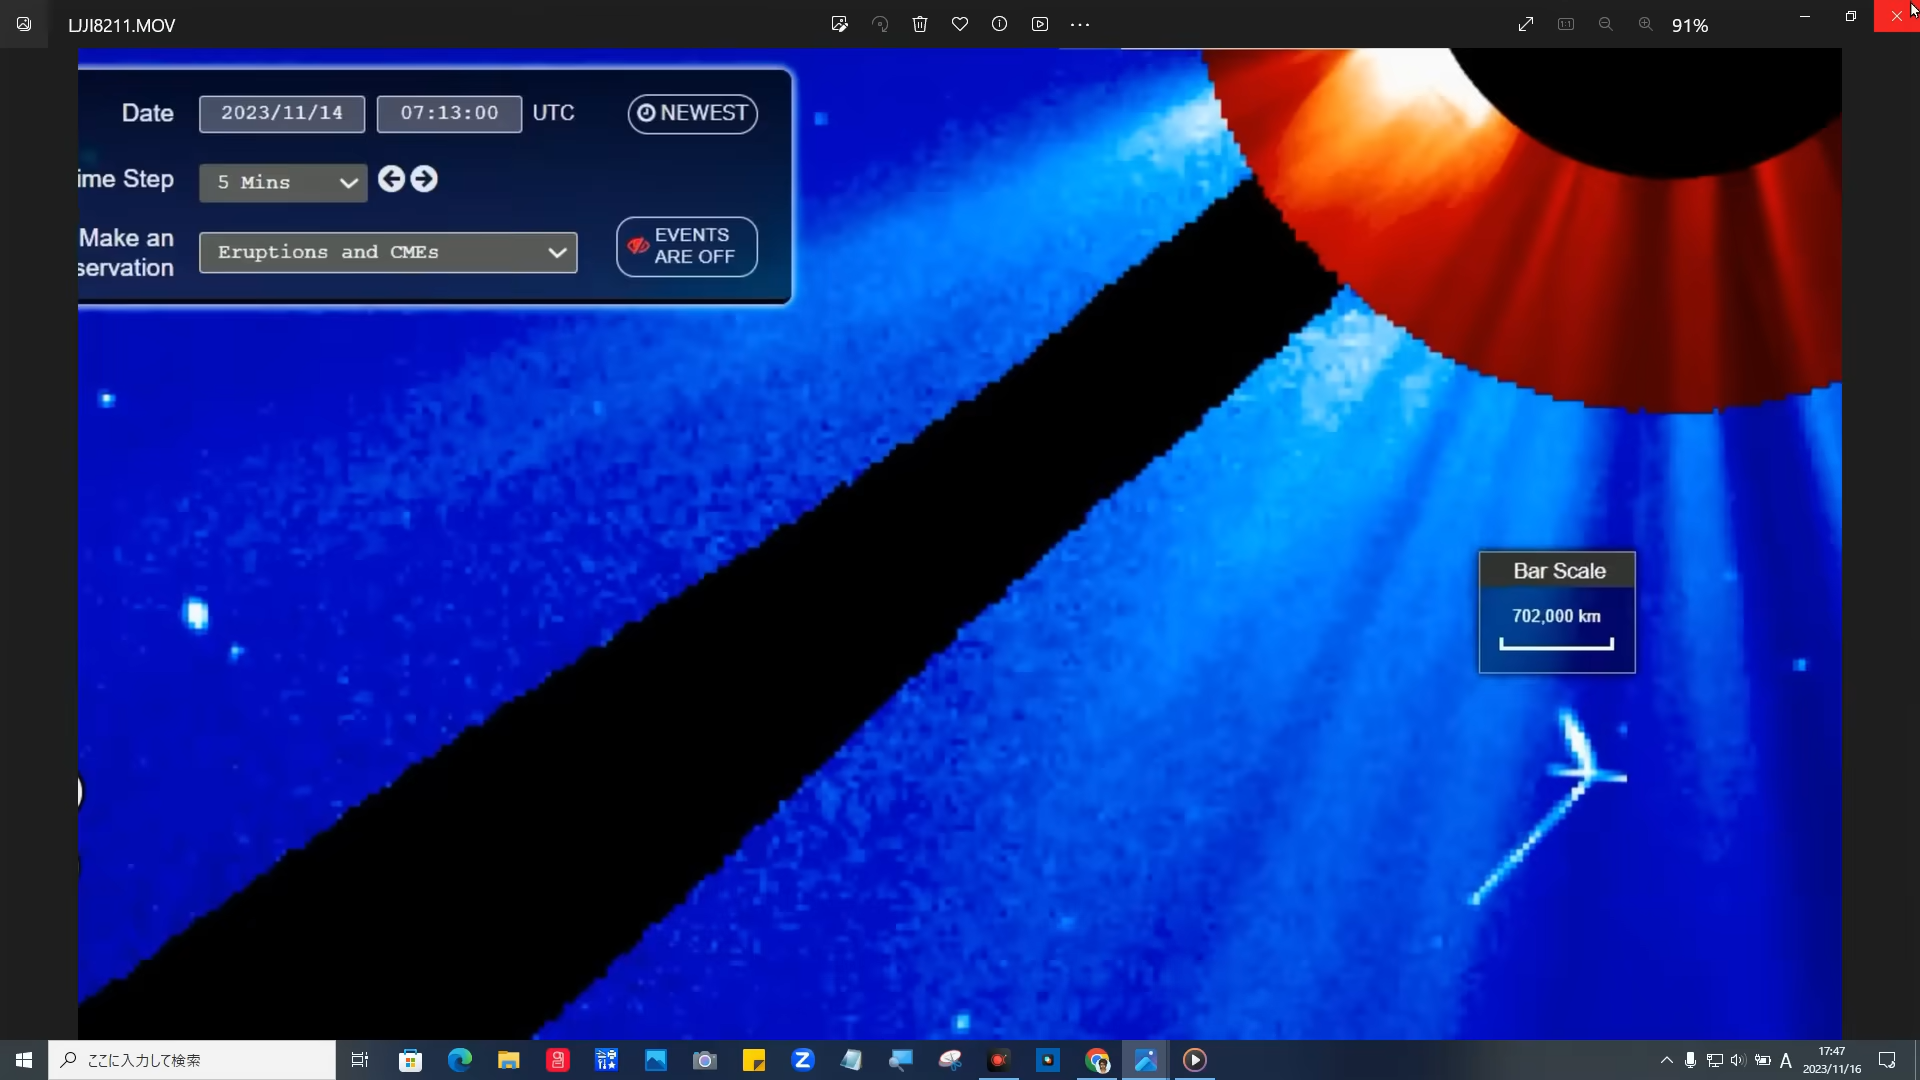 LJJI8211.MOV
91%
Date 2023/11/14 07:13:00 UTC NEWEST
ime Step 5 Mins
Make an
servation
Eruptions and CMEs
EVENTS
ARE OFF
Bar Scale
702,000 km
ここに入力して検索
A
17:47
2023/11/16